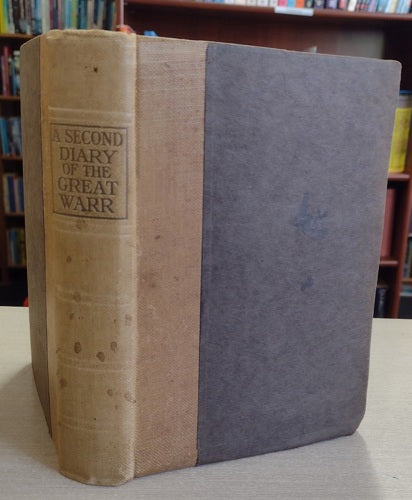 A SECOND
DIARY
OF THE
GREAT
WARR